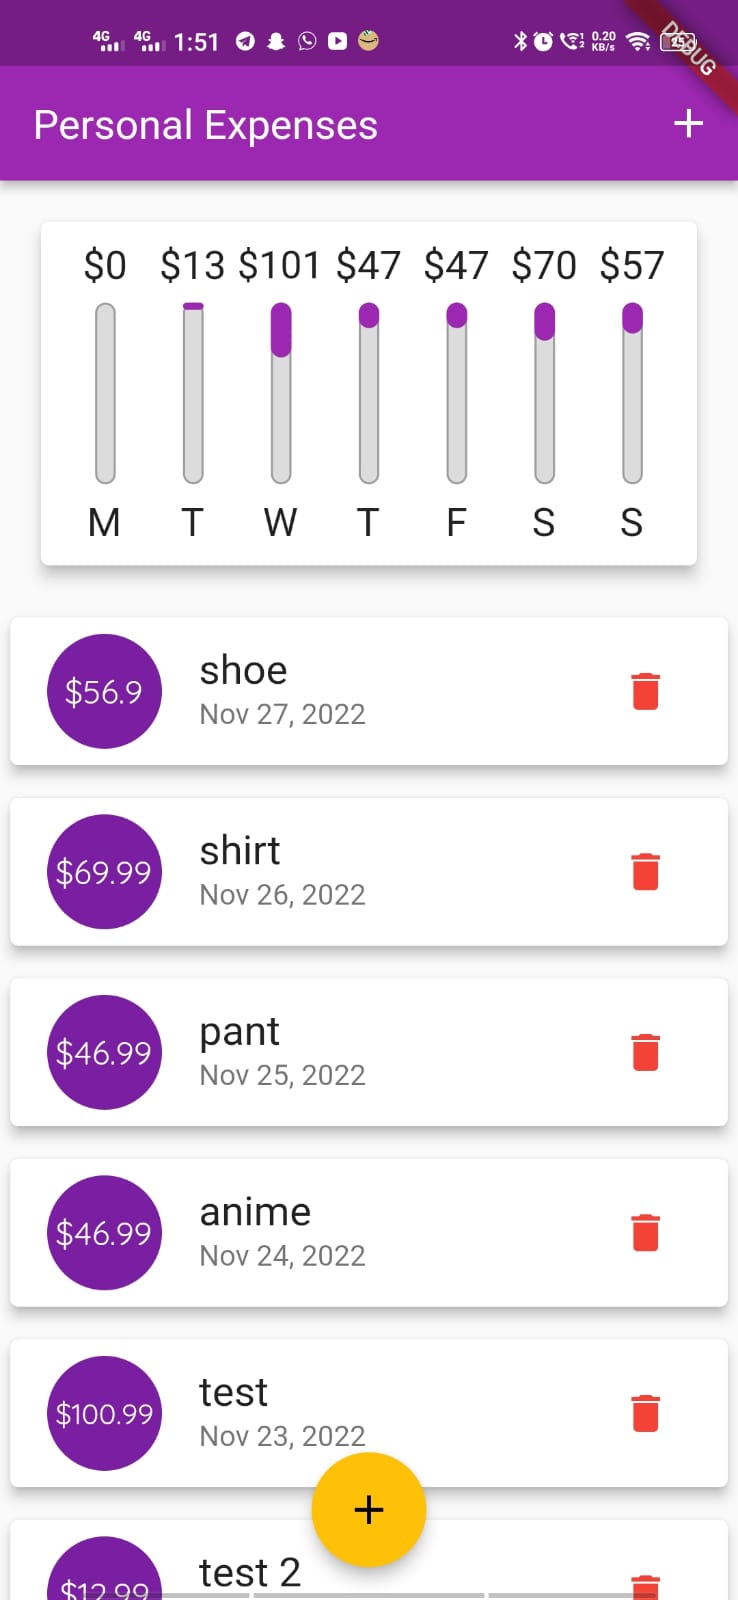 4G 4G 1:51 0.20 KB/s 25
DEBUG
Personal Expenses +
$0 $13 $101 $47 $47 $70 $57
M T W T F S S
$56.9 shoe
Nov 27, 2022
$69.99 shirt
Nov 26, 2022
$46.99 pant
Nov 25, 2022
$46.99 anime
Nov 24, 2022
$100.99 test
Nov 23, 2022
+
$12.99 test 2